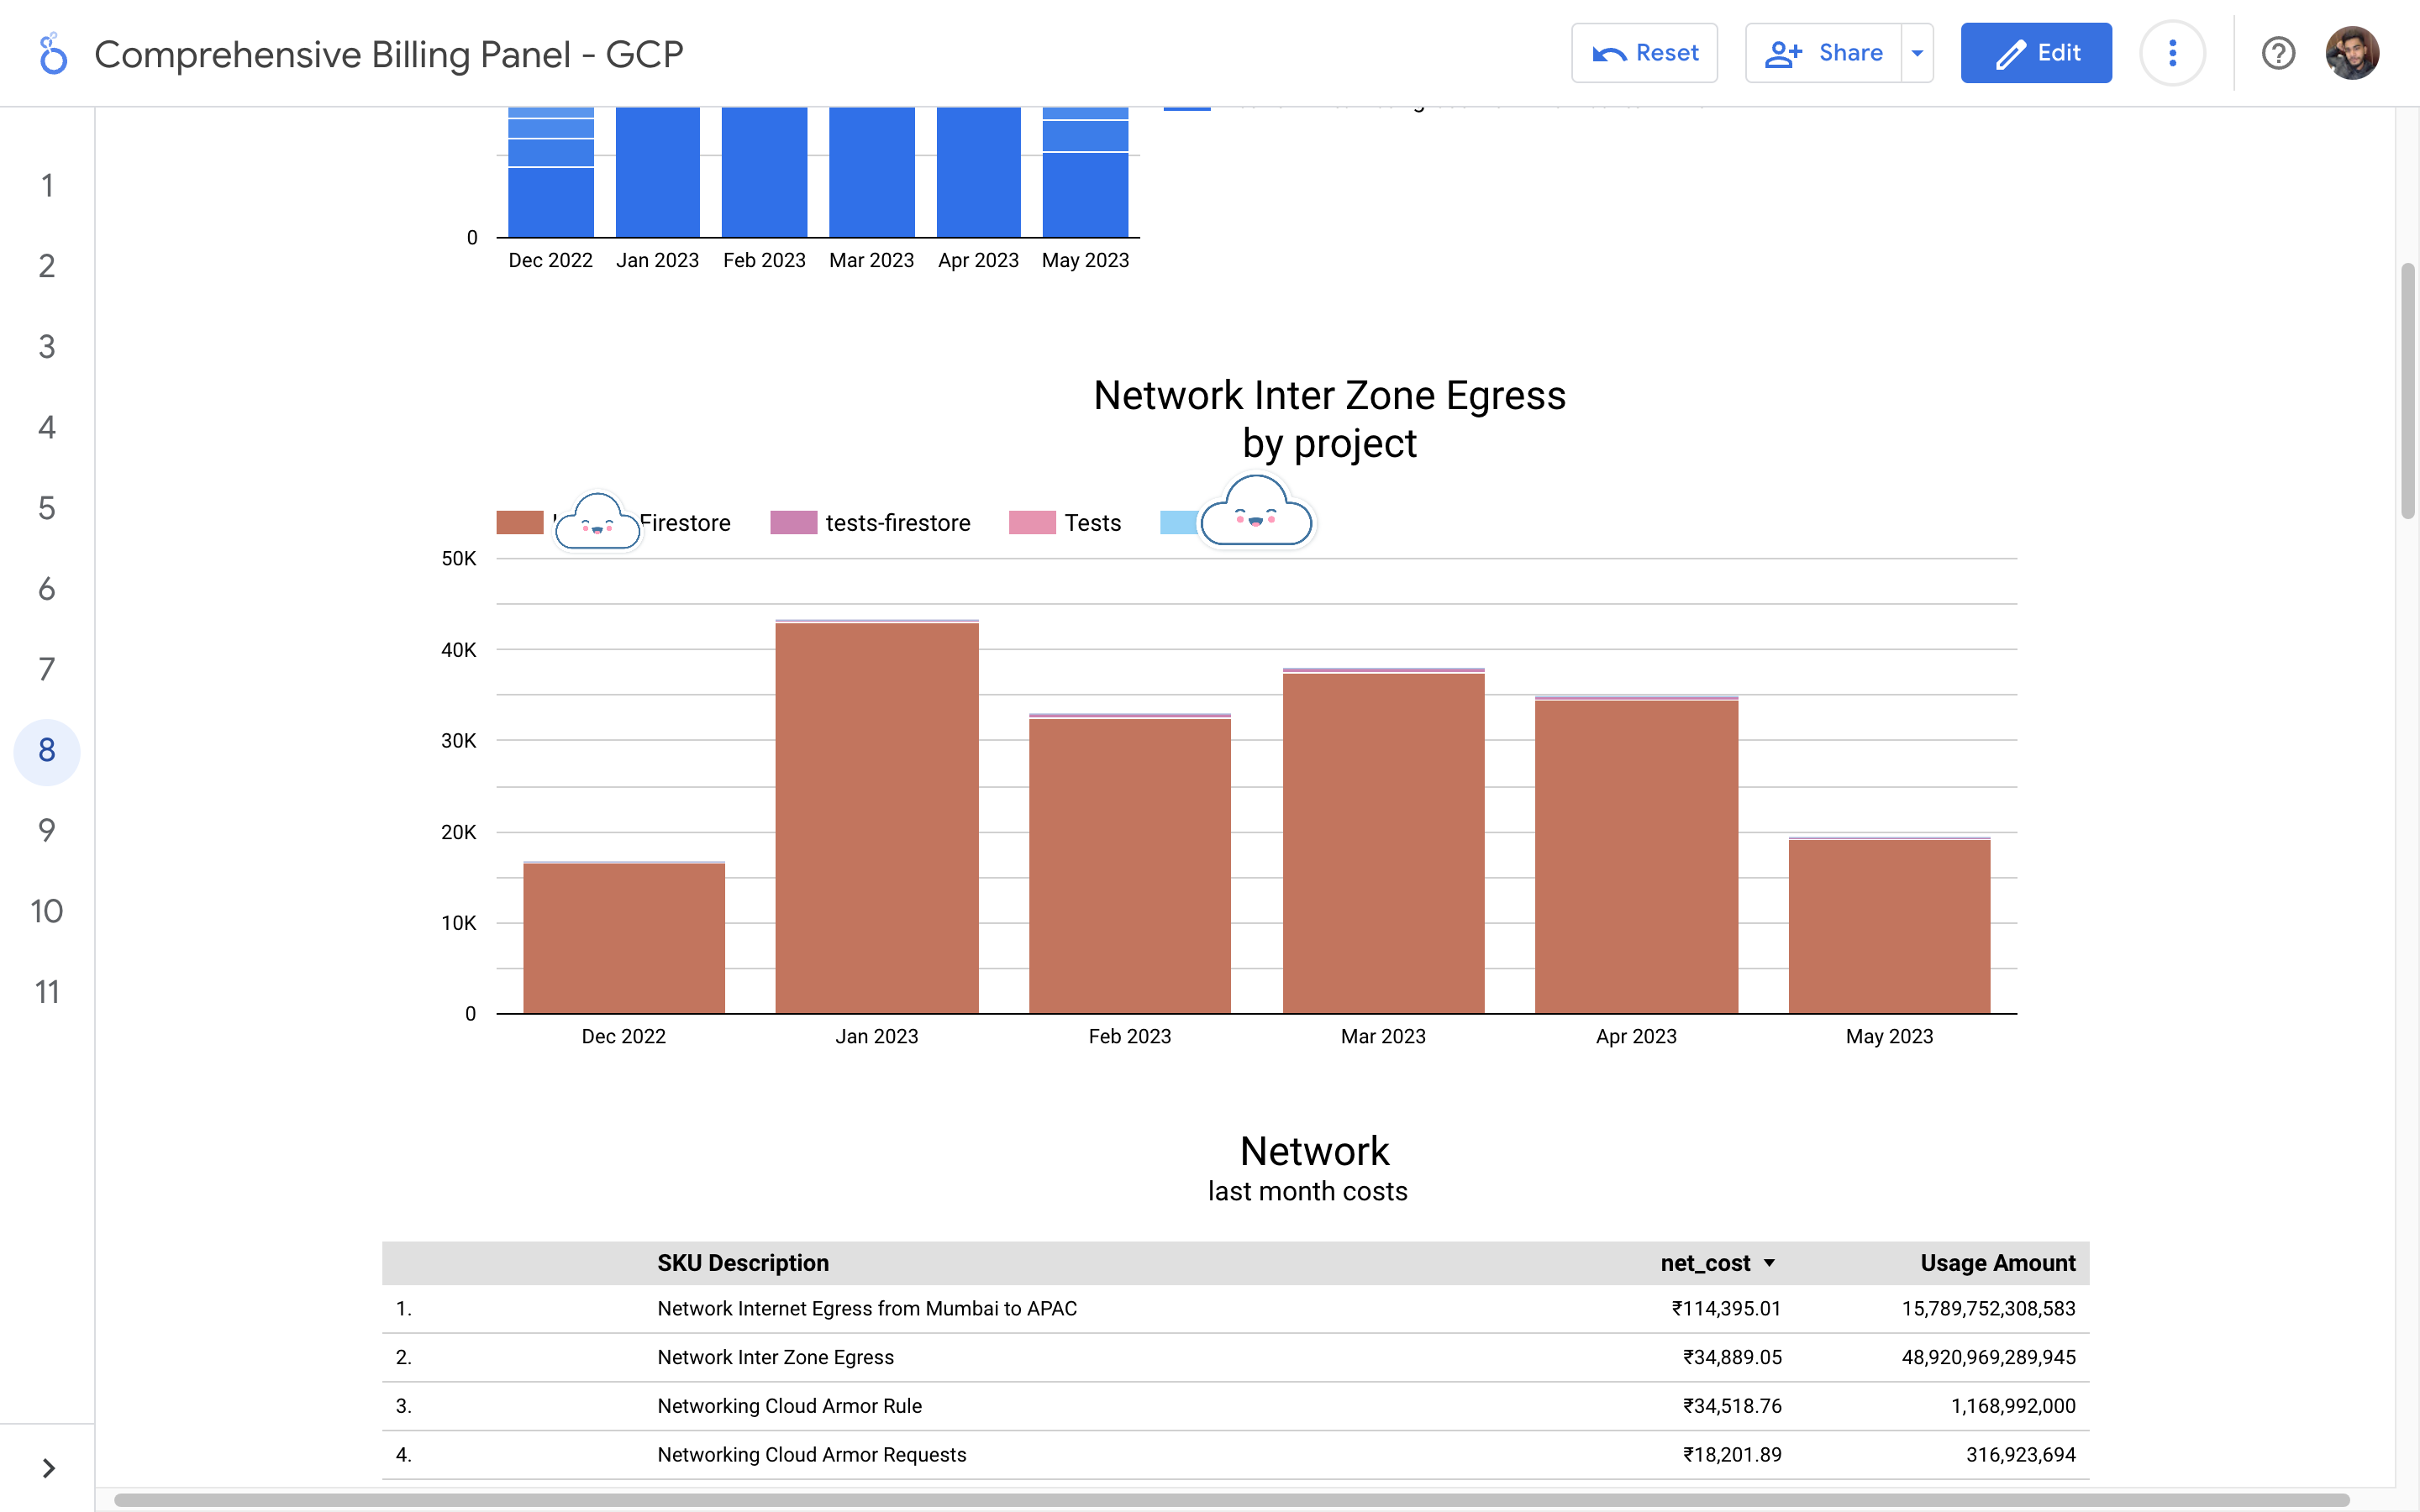 Comprehensive Billing Panel - GCP
Reset
Share
Edit
1
2
3
4
5
6
7
8
9
10
11
0
Dec 2022 Jan 2023 Feb 2023 Mar 2023 Apr 2023 May 2023
Network Inter Zone Egress
by project
Firestore tests-firestore Tests
50K
40K
30K
20K
10K
0
Dec 2022 Jan 2023 Feb 2023 Mar 2023 Apr 2023 May 2023
Network
last month costs
SKU Description net_cost Usage Amount
1. Network Internet Egress from Mumbai to APAC ₹114,395.01 15,789,752,308,583
2. Network Inter Zone Egress ₹34,889.05 48,920,969,289,945
3. Networking Cloud Armor Rule ₹34,518.76 1,168,992,000
4. Networking Cloud Armor Requests ₹18,201.89 316,923,694